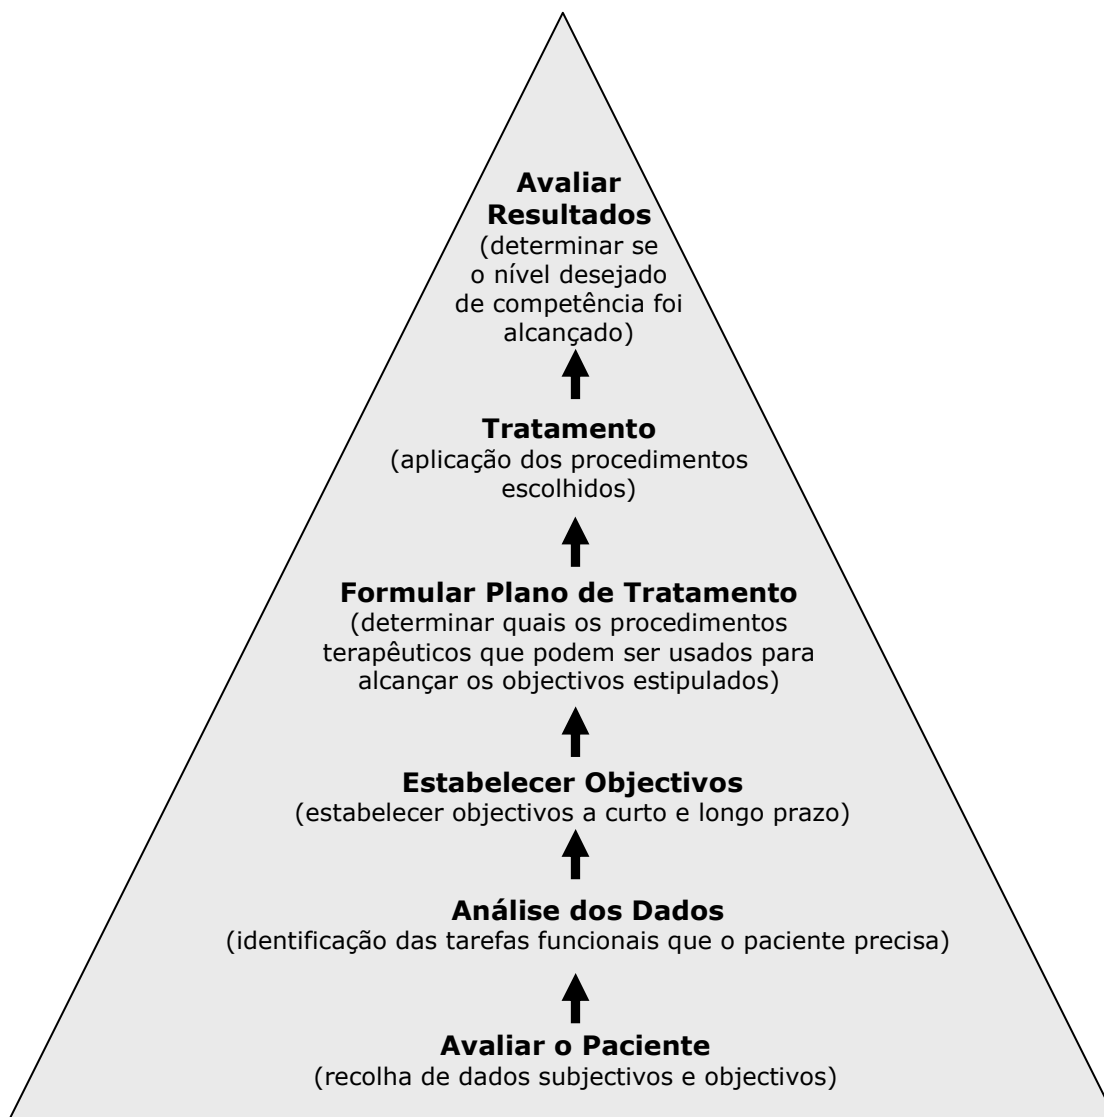 Avaliar
Resultados
(determinar se
o nível desejado
de competência foi
alcançado)
Tratamento
(aplicação dos procedimentos
escolhidos)
Formular Plano de Tratamento
(determinar quais os procedimentos
terapêuticos que podem ser usados para
alcançar os objectivos estipulados)
Estabelecer Objectivos
(estabelecer objectivos a curto e longo prazo)
Análise dos Dados
(identificação das tarefas funcionais que o paciente precisa)
Avaliar o Paciente
(recolha de dados subjectivos e objectivos)